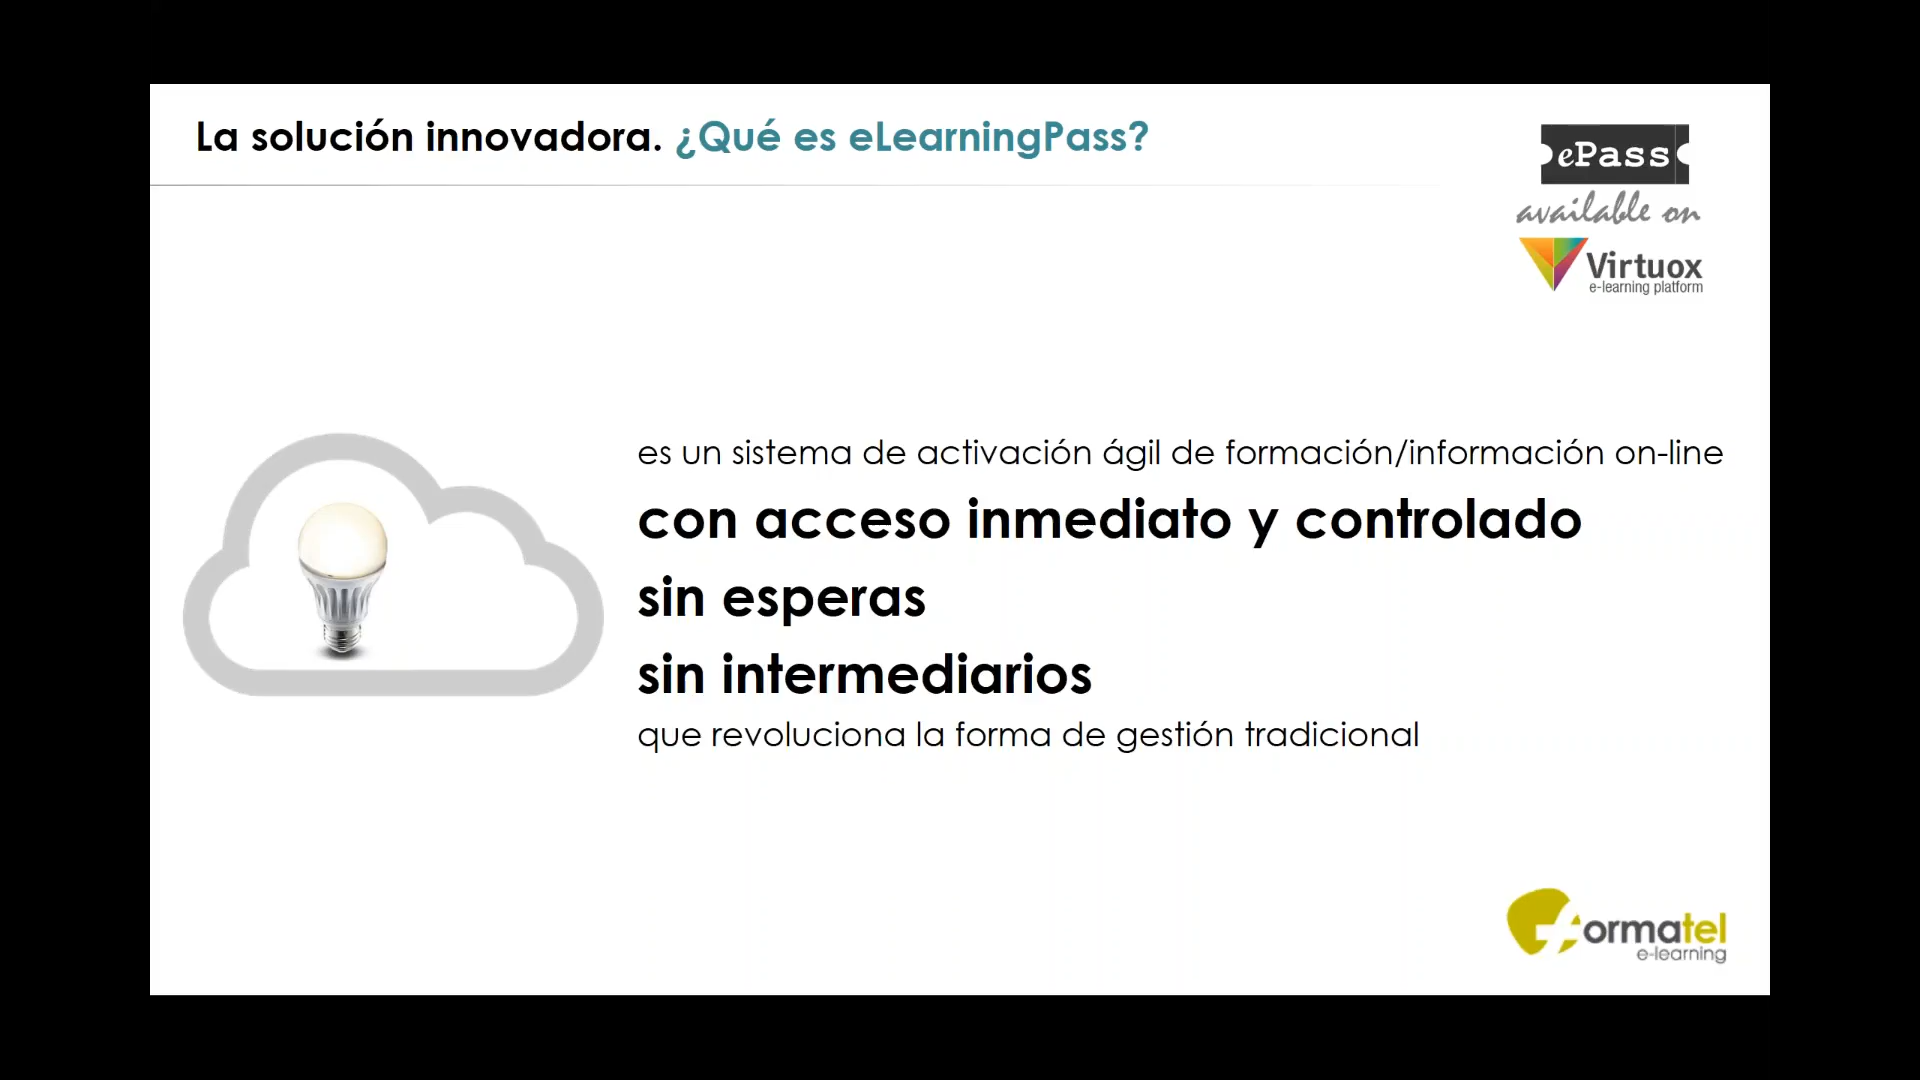 La solución innovadora. ¿Qué es eLearningPass?
ePass
available on
Virtuox
e-learning platform
es un sistema de activación ágil de formación/información on-line
con acceso inmediato y controlado
sin esperas
sin intermediarios
que revoluciona la forma de gestión tradicional
formatel
e-learning